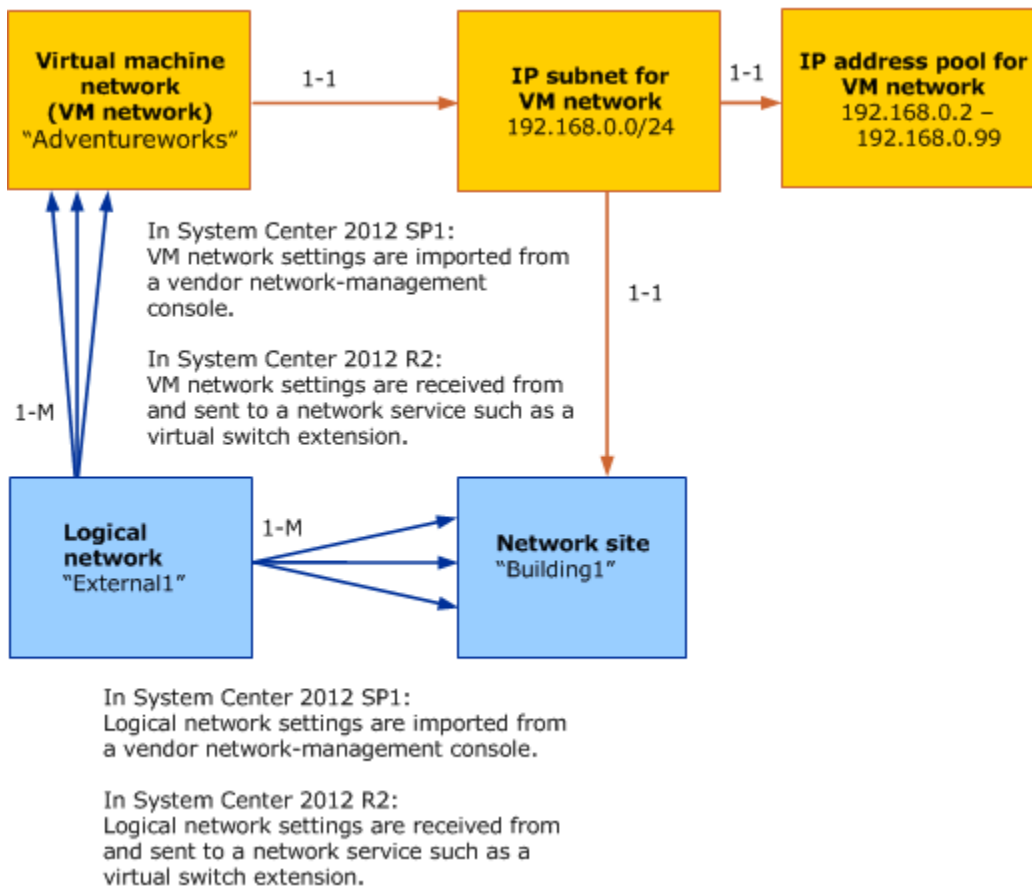 Virtual machine
network
(VM network)
“Adventureworks”
1-1
IP subnet for
VM network
192.168.0.0/24
1-1
IP address pool for
VM network
192.168.0.2 –
192.168.0.99
In System Center 2012 SP1:
VM network settings are imported from
a vendor network-management
console.
1-1
In System Center 2012 R2:
VM network settings are received from
and sent to a network service such as a
virtual switch extension.
1-M
Logical
network
“External1”
1-M
Network site
“Building1”
In System Center 2012 SP1:
Logical network settings are imported from
a vendor network-management console.
In System Center 2012 R2:
Logical network settings are received from
and sent to a network service such as a
virtual switch extension.